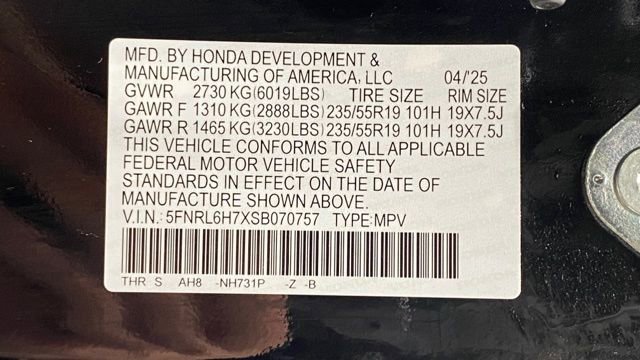 MFD. BY HONDA DEVELOPMENT &
MANUFACTURING OF AMERICA, LLC 04/'25
GVWR 2730 KG(6019LBS) TIRE SIZE RIM SIZE
GAWR F 1310 KG(2888LBS) 235/55R19 101H 19X7.5J
GAWR R 1465 KG(3230LBS) 235/55R19 101H 19X7.5J
THIS VEHICLE CONFORMS TO ALL APPLICABLE
FEDERAL MOTOR VEHICLE SAFETY
STANDARDS IN EFFECT ON THE DATE OF
MANUFACTURE SHOWN ABOVE.
V.I.N.: 5FNRL6H7XSB070757 TYPE:MPV
THR S AH8 -NH731P -Z -B